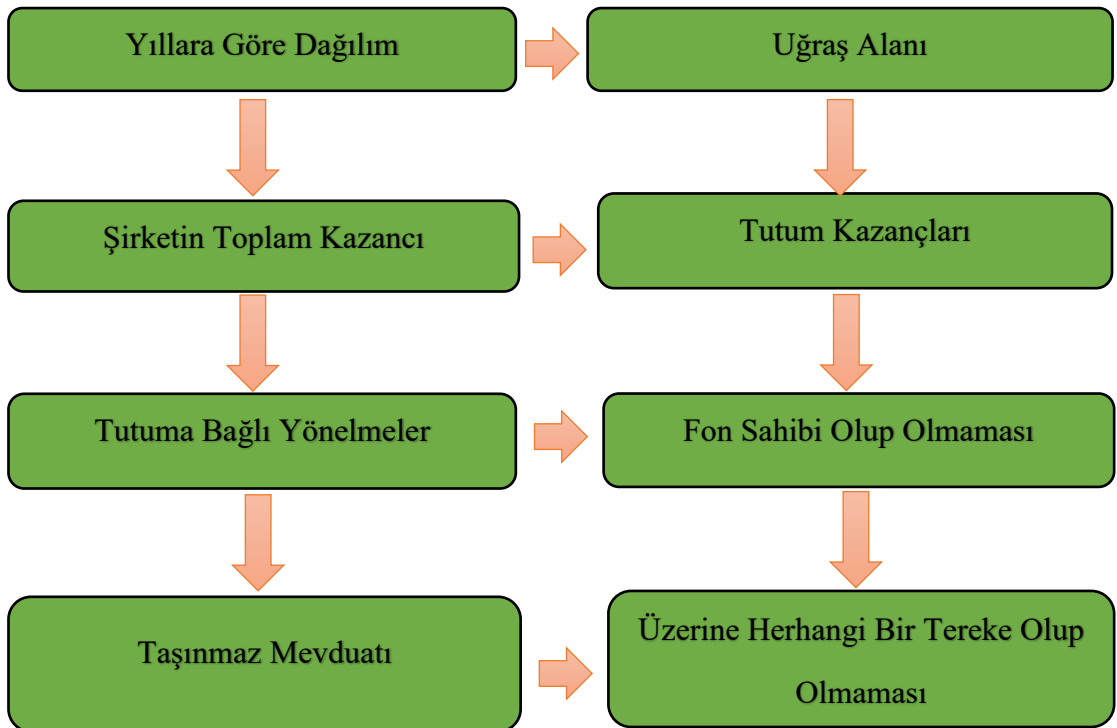 Yıllara Göre Dağılım
Uğraş Alanı
Şirketin Toplam Kazancı
Tutum Kazançları
Tutuma Bağlı Yönelmeler
Fon Sahibi Olup Olmaması
Taşınmaz Mevduatı
Üzerine Herhangi Bir Tereke Olup
Olmaması